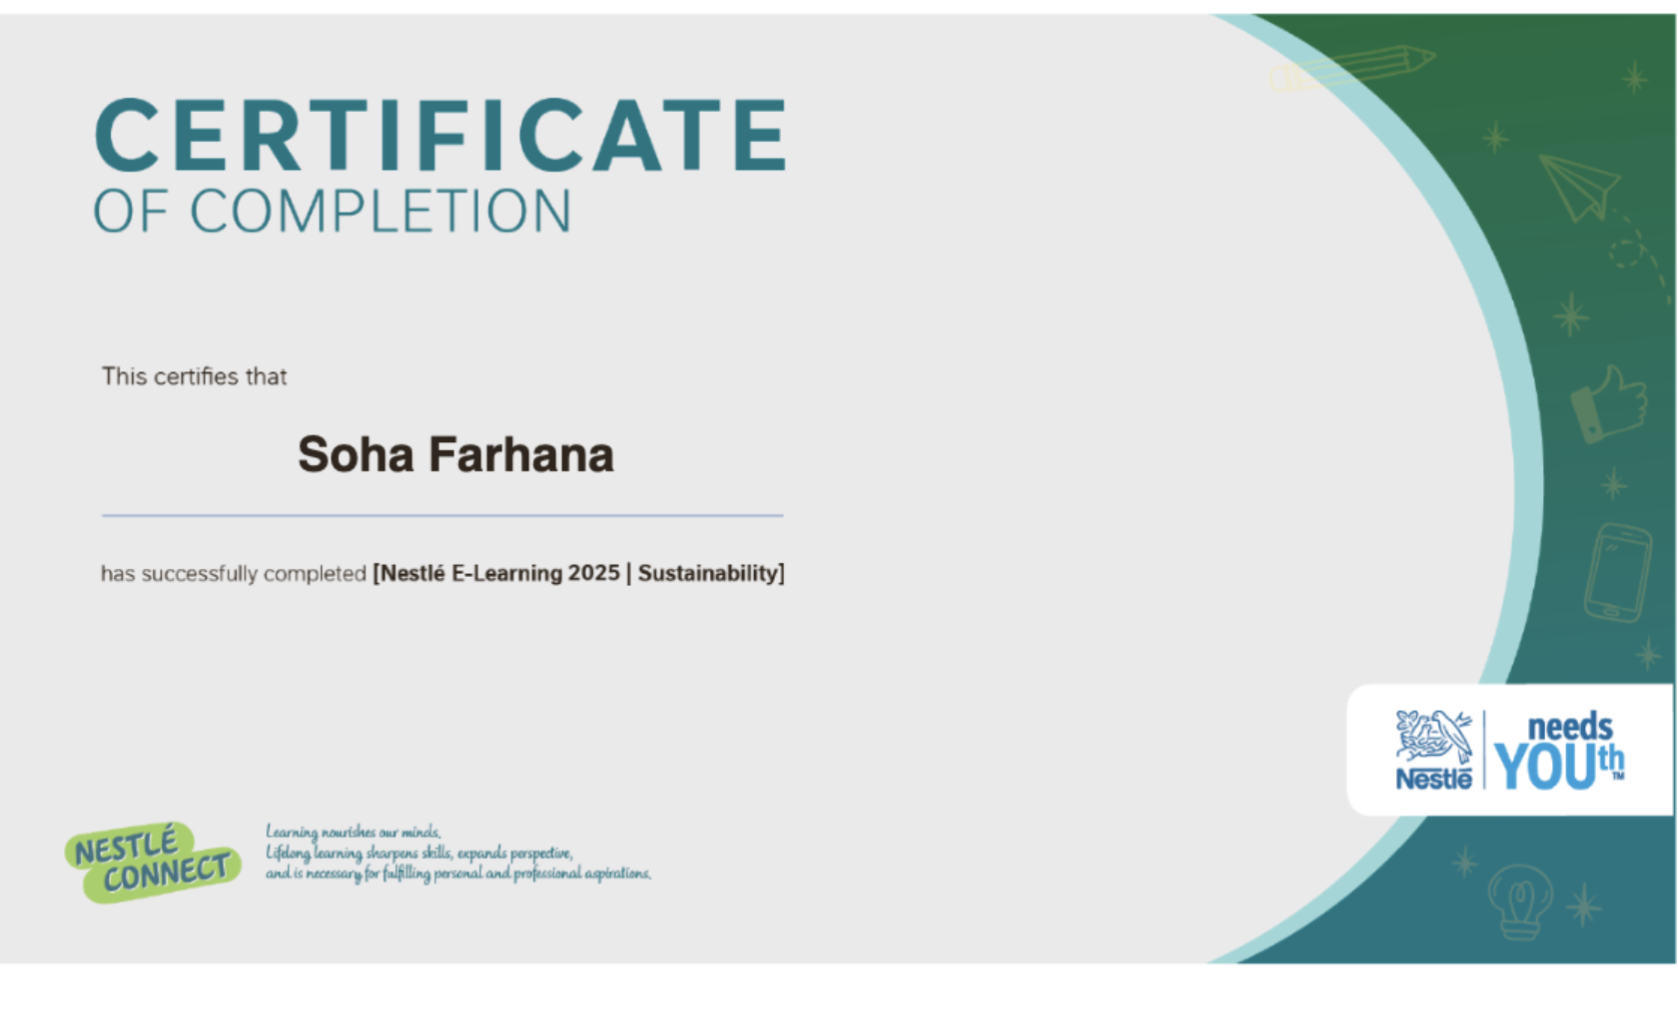 CERTIFICATE
OF COMPLETION
This certifies that
Soha Farhana
has successfully completed [Nestlé E-Learning 2025 | Sustainability]
Nestlé
needs
YOUth™
NESTLÉ
CONNECT
Learning nourishes our minds,
Lifelong learning sharpens skills, expands perspective,
and is necessary for fulfilling personal and professional aspirations.